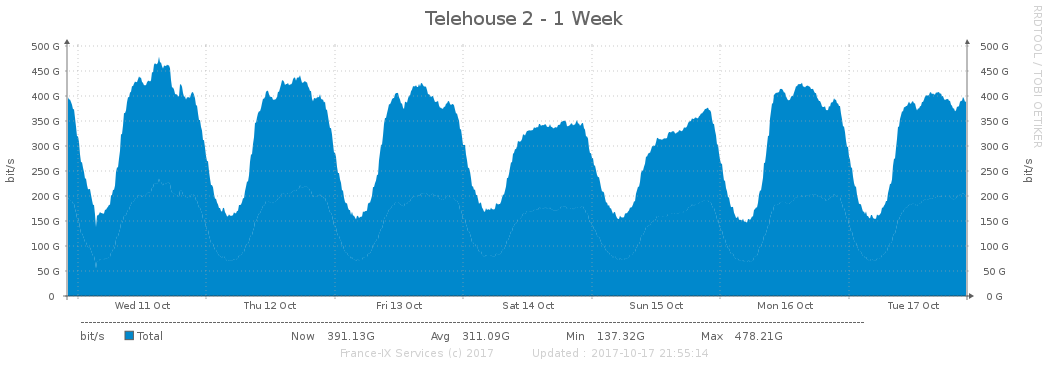 Telehouse 2 - 1 Week
RRDTOOL / TOBI OETIKER
500 G 500 G
450 G 450 G
400 G 400 G
350 G 350 G
300 G 300 G
250 G 250 G
200 G 200 G
150 G 150 G
100 G 100 G
50 G 50 G
0 0 G
bit/s bit/s
Wed 11 Oct Thu 12 Oct Fri 13 Oct Sat 14 Oct Sun 15 Oct Mon 16 Oct Tue 17 Oct
bit/s Total Now 391.13G Avg 311.09G Min 137.32G Max 478.21G
France-IX Services (c) 2017 Updated : 2017-10-17 21:55:14